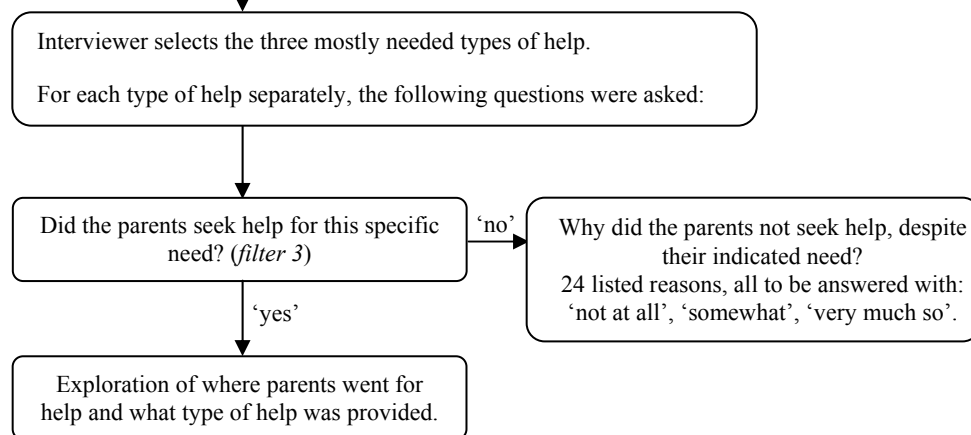 Interviewer selects the three mostly needed types of help.
For each type of help separately, the following questions were asked:
Did the parents seek help for this specific
need? (filter 3)
‘no’
Why did the parents not seek help, despite
their indicated need?
24 listed reasons, all to be answered with:
‘not at all’, ‘somewhat’, ‘very much so’.
‘yes’
Exploration of where parents went for
help and what type of help was provided.